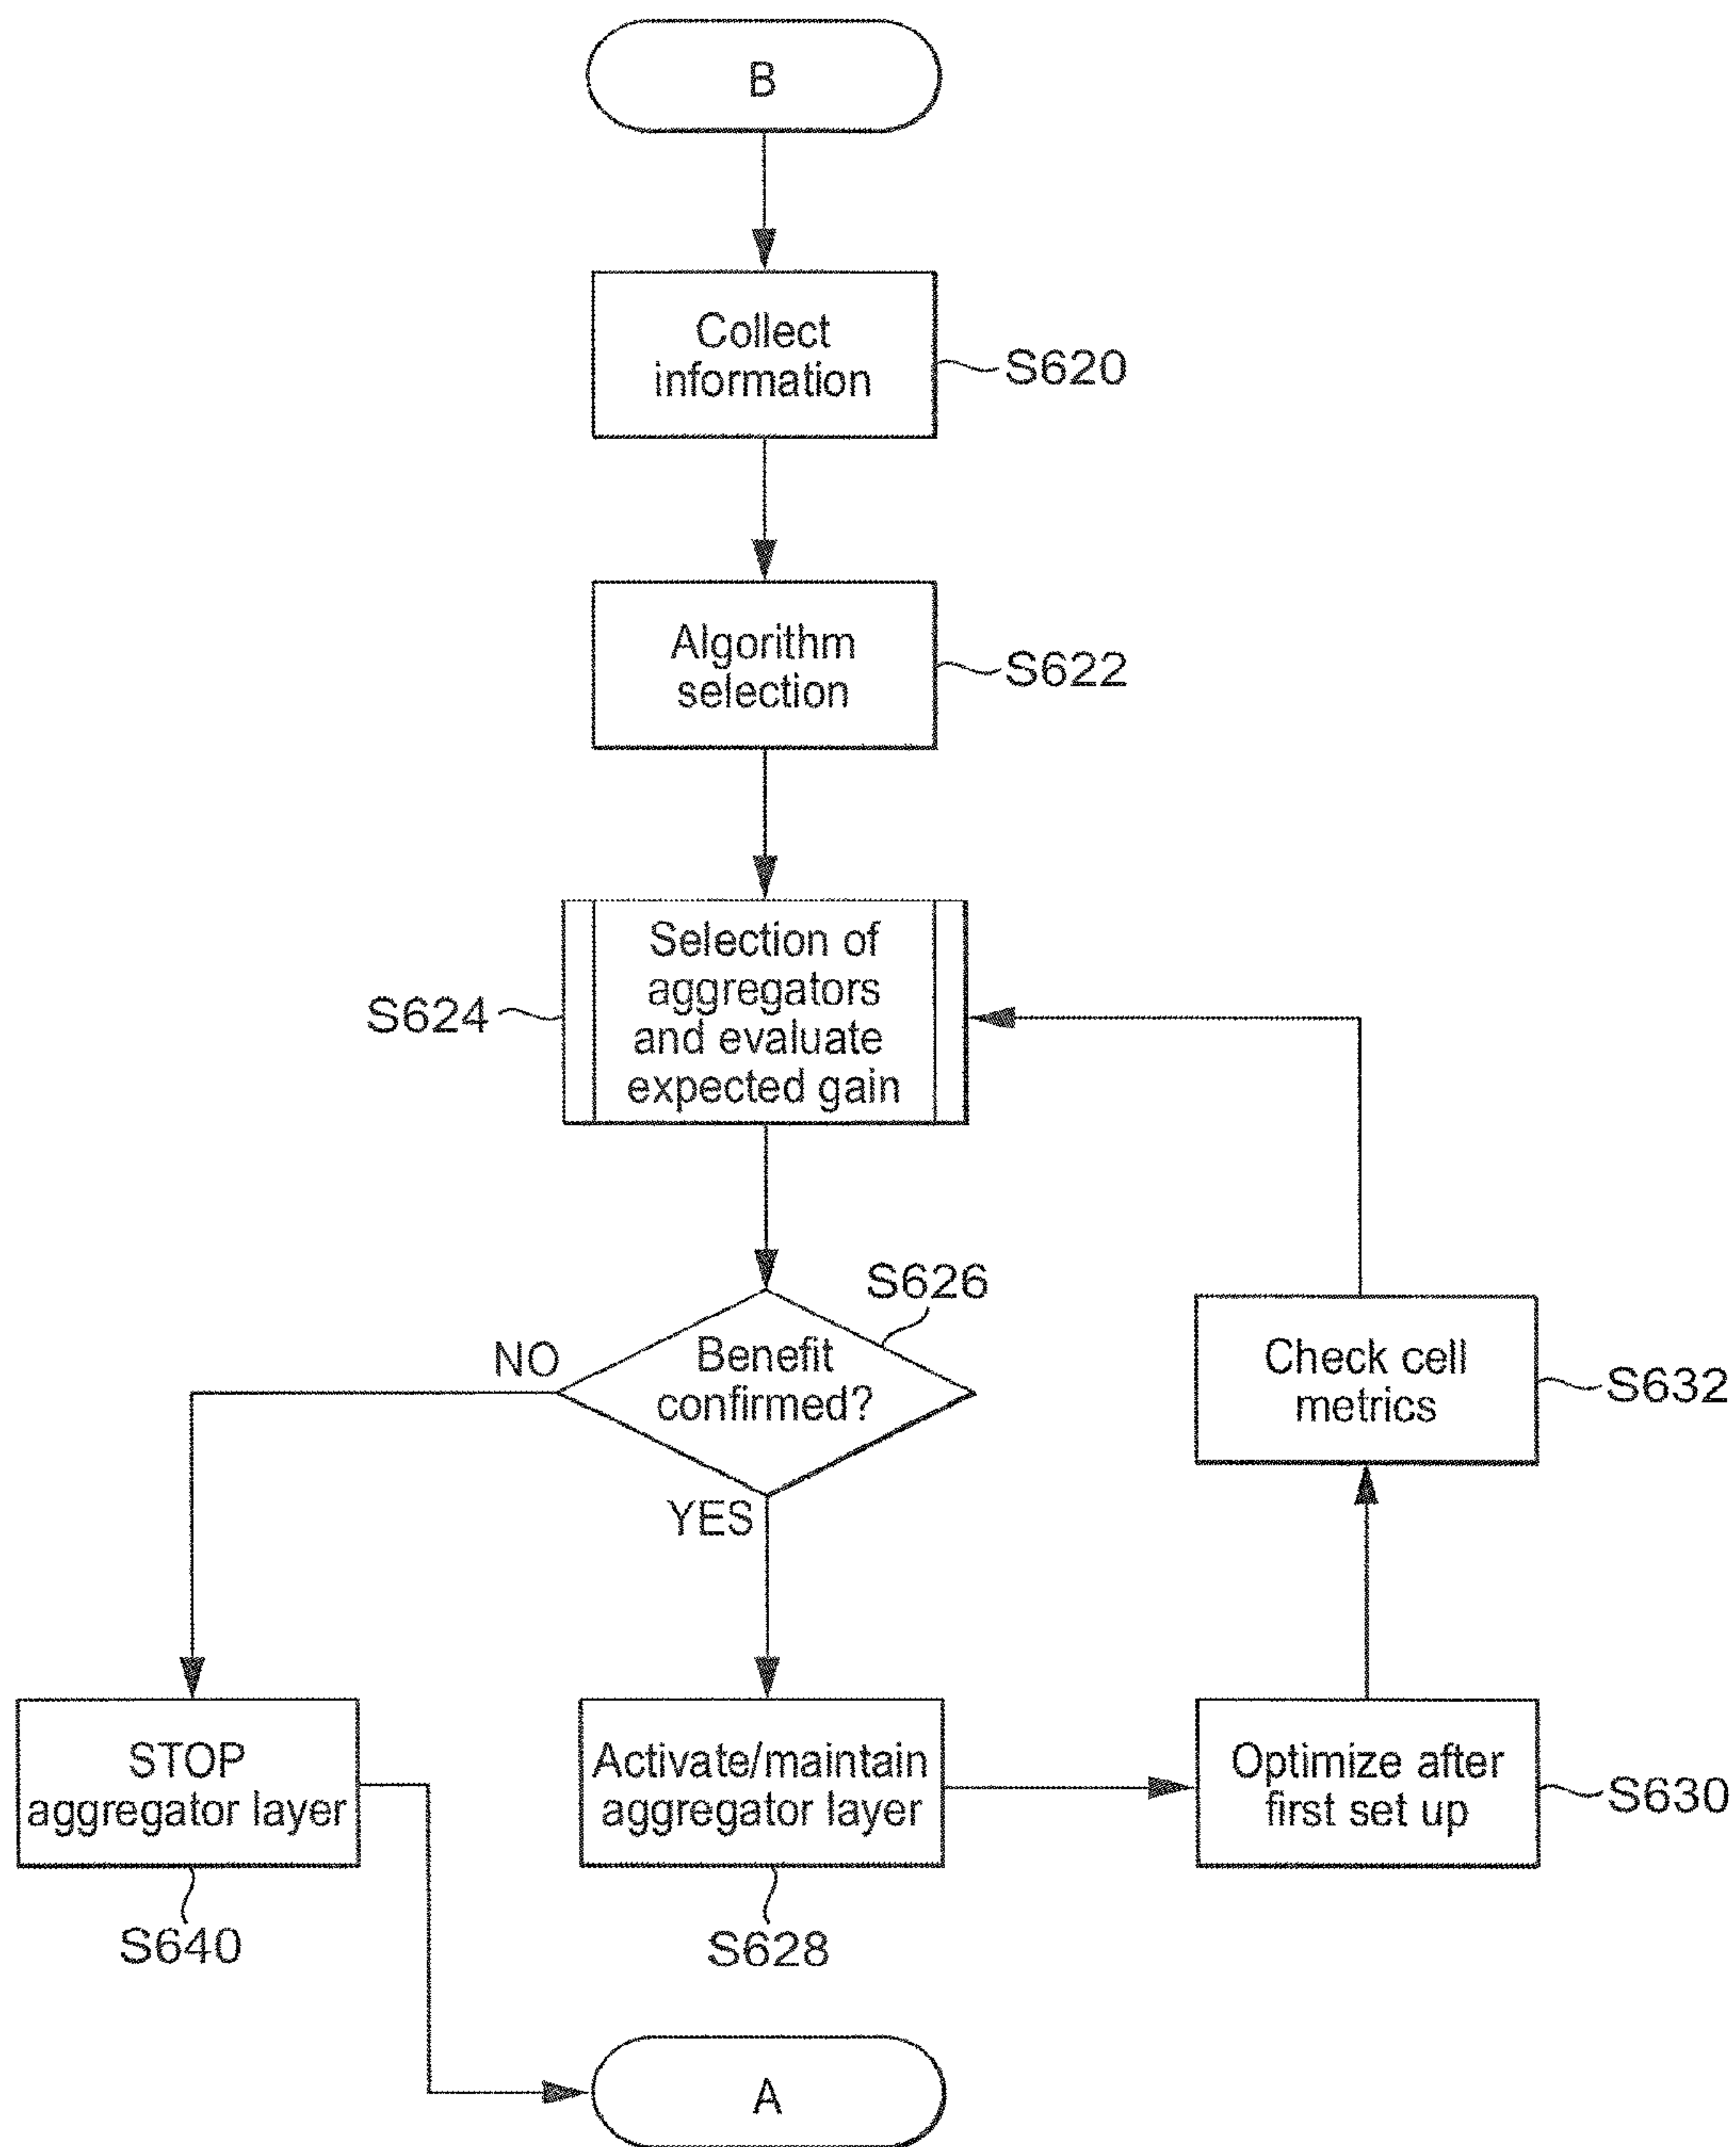 B
Collect
information
S620
Algorithm
selection
S622
Selection of
aggregators
and evaluate
expected gain
S624
S626
Benefit
confirmed?
NO
YES
Check cell
metrics
S632
STOP
aggregator layer
S640
Activate/maintain
aggregator layer
S628
Optimize after
first set up
S630
A